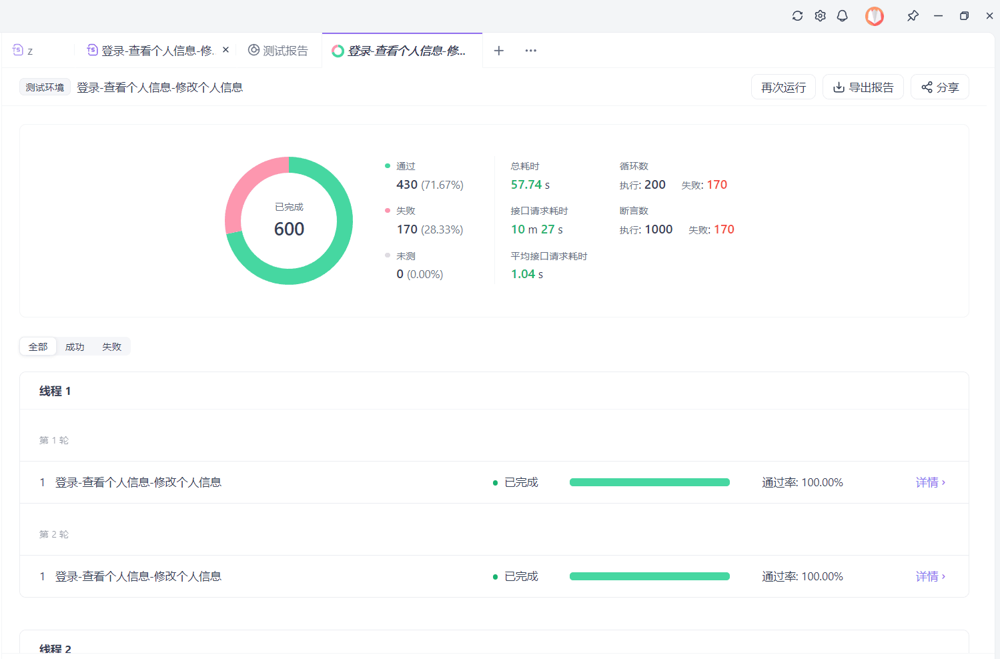 z
登录-查看个人信息-修.
测试报告
登录-查看个人信息-修...
测试环境 登录-查看个人信息-修改个人信息
再次运行
导出报告
分享
已完成
600
通过
430 (71.67%)
失败
170 (28.33%)
未测
0 (0.00%)
总耗时
57.74 s
接口请求耗时
10 m 27 s
平均接口请求耗时
1.04 s
循环数
执行: 200 失败: 170
断言数
执行: 1000 失败: 170
全部 成功 失败
线程 1
第 1 轮
1 登录-查看个人信息-修改个人信息 已完成 通过率: 100.00% 详情
第 2 轮
1 登录-查看个人信息-修改个人信息 已完成 通过率: 100.00% 详情
线程 2